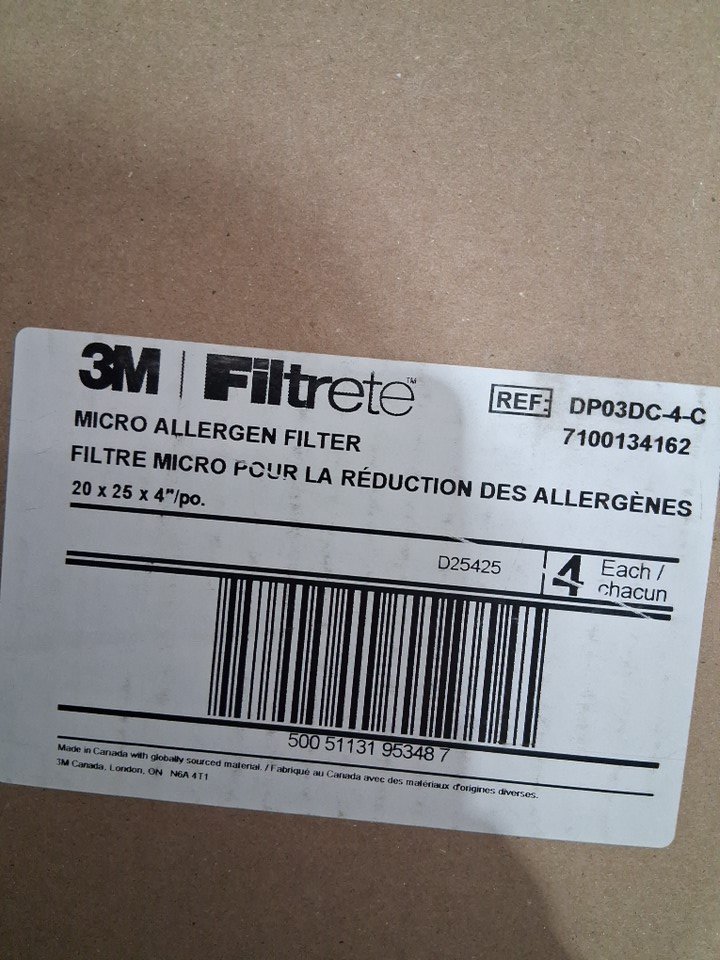 3M | Filtrete™
REF: DP03DC-4-C
7100134162
MICRO ALLERGEN FILTER
FILTRE MICRO POUR LA RÉDUCTION DES ALLERGÈNES
20 x 25 x 4"/po.
D25425
4 Each /
chacun
500 51131 95348 7
Made in Canada with globally sourced material. / Fabriqué au Canada avec des matériaux d'origines diverses.
3M Canada, London, ON N6A 4T1